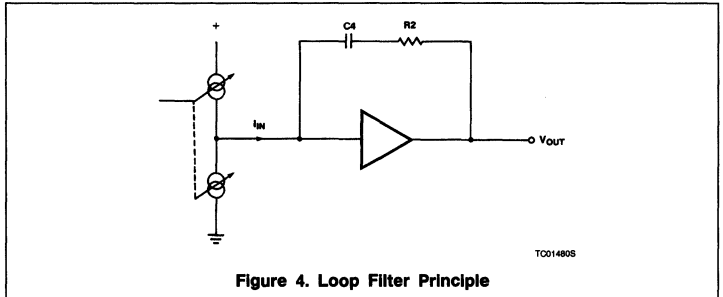 +
C4
R2
iIN
VOUT
TC01480S
Figure 4. Loop Filter Principle